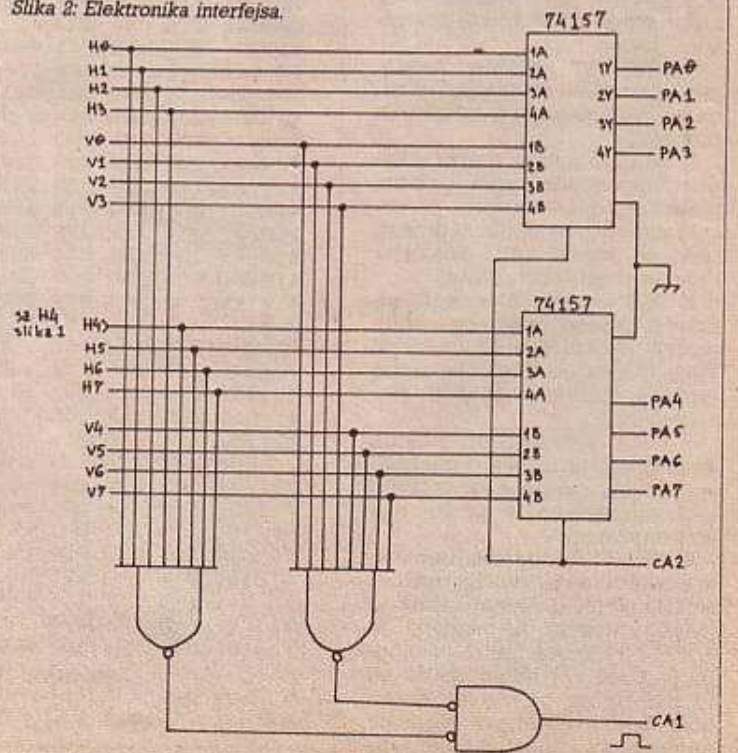 Slika 2: Elektronika interfejsa.
74157
H0
H1
H2
H3
V0
V1
V2
V3
1A
2A
3A
4A
1B
2B
3B
4B
1Y
2Y
3Y
4Y
PA0
PA1
PA2
PA3
74157
sa H4
slika 1
H4
H5
H6
H7
V4
V5
V6
V7
1A
2A
3A
4A
1B
2B
3B
4B
PA4
PA5
PA6
PA7
CA2
CA1